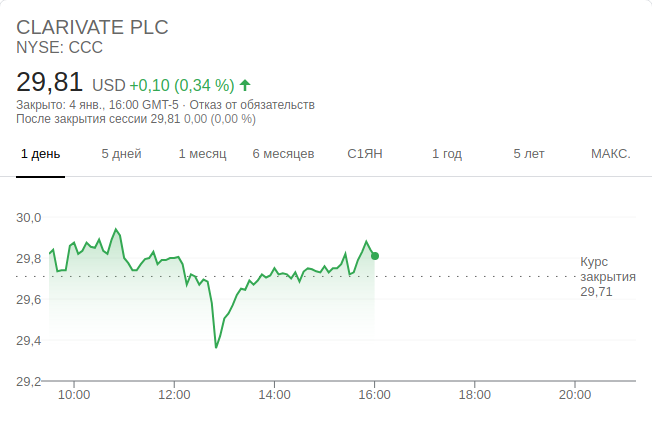 CLARIVATE PLC
NYSE: CCC
29,81 USD +0,10 (0,34 %)
Закрыто: 4 янв., 16:00 GMT-5 · Отказ от обязательств
После закрытия сессии 29,81 0,00 (0,00 %)
1 день 5 дней 1 месяц 6 месяцев С1ЯН 1 год 5 лет МАКС.
30,0
29,8
29,6
29,4
29,2
Курс
закрытия
29,71
10:00 12:00 14:00 16:00 18:00 20:00